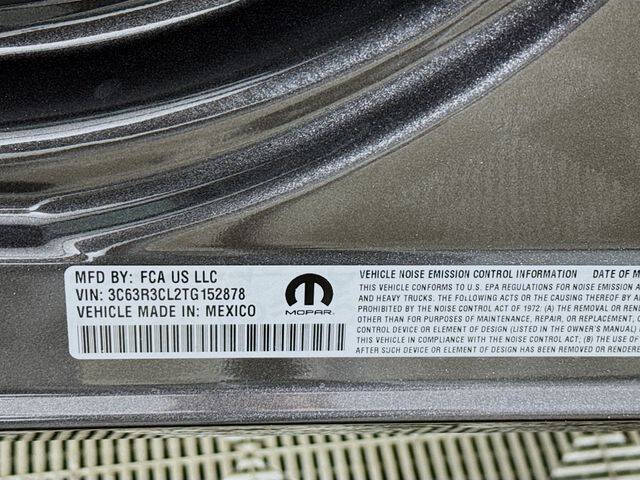 MFD BY: FCA US LLC
VIN: 3C63R3CL2TG152878
VEHICLE MADE IN: MEXICO
MOPAR
VEHICLE NOISE EMISSION CONTROL INFORMATION DATE OF M
THIS VEHICLE CONFORMS TO U.S. EPA REGULATIONS FOR NOISE EMISSION
AND HEAVY TRUCKS. THE FOLLOWING ACTS OR THE CAUSING THEREOF BY
PROHIBITED BY THE NOISE CONTROL ACT OF 1972: (A) THE REMOVAL OR REN
OTHER THAN FOR PURPOSES OF MAINTENANCE, REPAIR, OR REPLACEMENT,
CONTROL DEVICE OR ELEMENT OF DESIGN (LISTED IN THE OWNER'S MANUAL)
THIS VEHICLE IN COMPLIANCE WITH THE NOISE CONTROL ACT; (B) THE USE OF
AFTER SUCH DEVICE OR ELEMENT OF DESIGN HAS BEEN REMOVED OR RENDERE